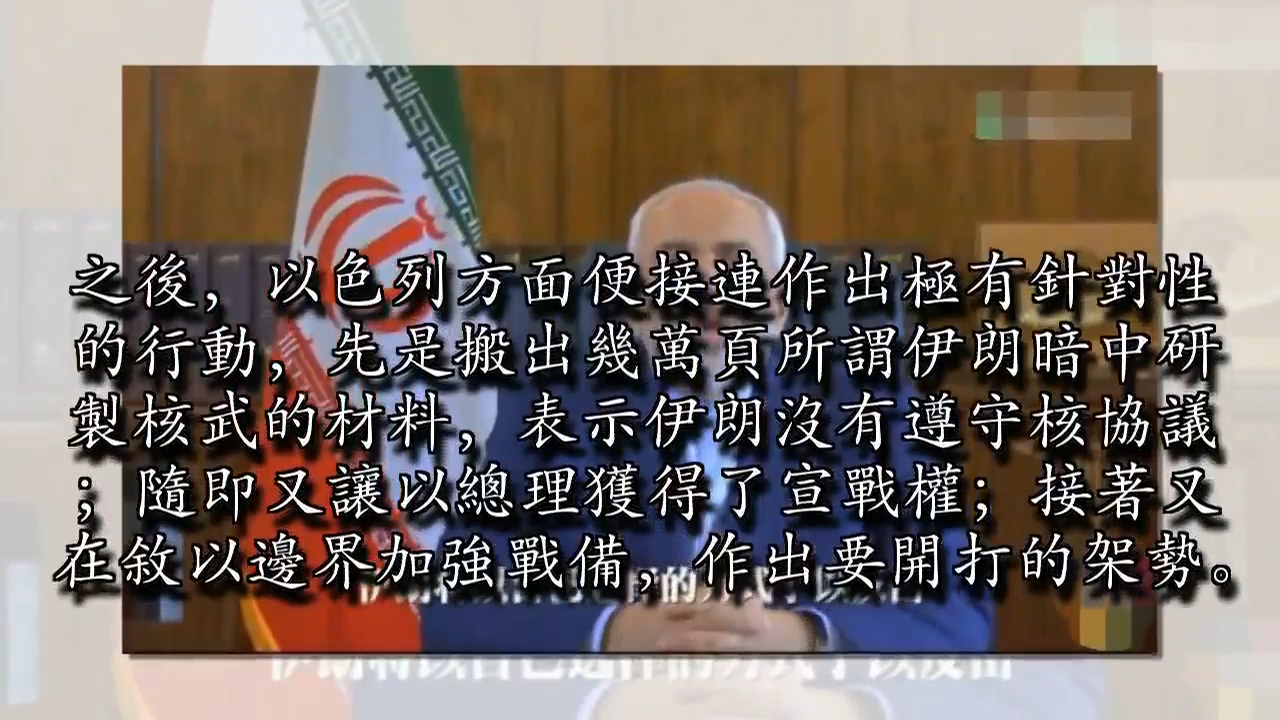 之後，以色列方面便接連作出極有針對性
的行動，先是搬出幾萬頁所謂伊朗暗中研
製核武的材料，表示伊朗沒有遵守核協議
；隨即又讓以總理獲得了宣戰權；接著又
在敘以邊界加強戰備，作出要開打的架勢。